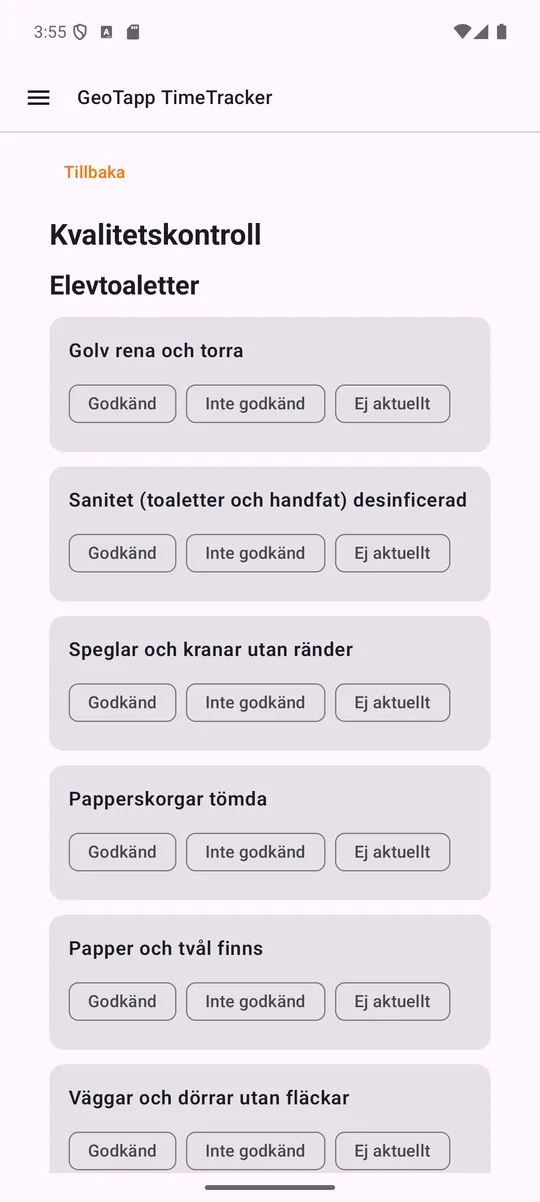 3:55
GeoTapp TimeTracker
Tillbaka
Kvalitetskontroll
Elevtoaletter
Golv rena och torra
Godkänd Inte godkänd Ej aktuellt
Sanitet (toaletter och handfat) desinficerad
Godkänd Inte godkänd Ej aktuellt
Speglar och kranar utan ränder
Godkänd Inte godkänd Ej aktuellt
Papperskorgar tömda
Godkänd Inte godkänd Ej aktuellt
Papper och tvål finns
Godkänd Inte godkänd Ej aktuellt
Väggar och dörrar utan fläckar
Godkänd Inte godkänd Ej aktuellt